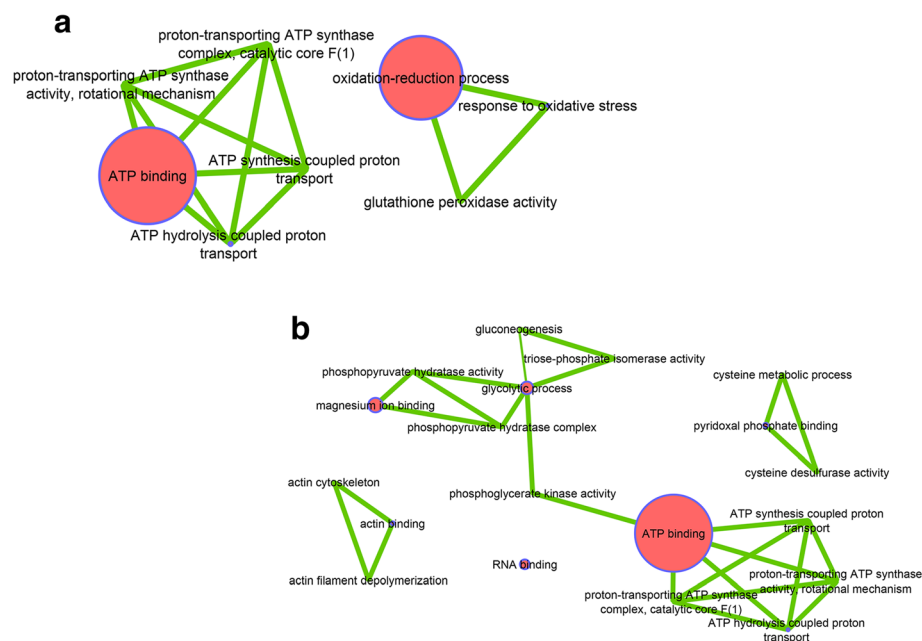 a
proton-transporting ATP synthase
complex, catalytic core F(1)
proton-transporting ATP synthase
activity, rotational mechanism
oxidation-reduction process
response to oxidative stress
ATP binding
ATP synthesis coupled proton
transport
glutathione peroxidase activity
ATP hydrolysis coupled proton
transport
b
gluconeogenesis
triose-phosphate isomerase activity
phosphopyruvate hydratase activity
glycolytic process
magnesium ion binding
phosphopyruvate hydratase complex
cysteine metabolic process
pyridoxal phosphate binding
cysteine desulfurase activity
actin cytoskeleton
actin binding
actin filament depolymerization
phosphoglycerate kinase activity
RNA binding
ATP binding
ATP synthesis coupled proton
transport
proton-transporting ATP synthase
activity, rotational mechanism
proton-transporting ATP synthase
complex, catalytic core F(1)
ATP hydrolysis coupled proton
transport